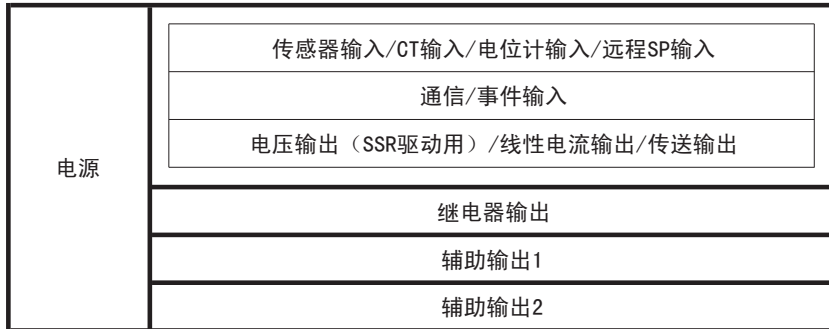 传感器输入/CT输入/电位计输入/远程SP输入
通信/事件输入
电压输出（SSR驱动用）/线性电流输出/传送输出
电源
继电器输出
辅助输出1
辅助输出2